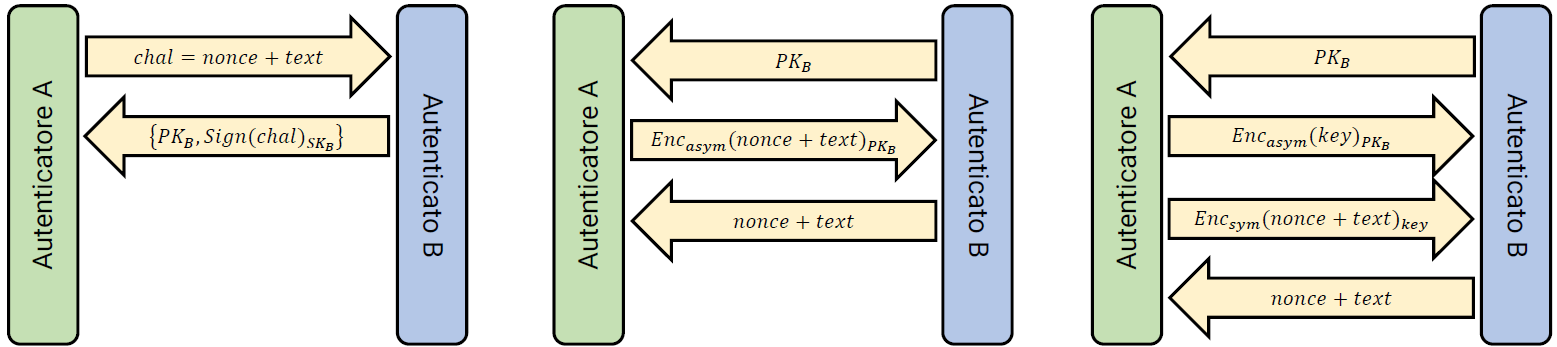 Autenticatore A
chal = nonce + text
{PK_B, Sign(chal)_{SK_B}}
Autenticato B
Autenticatore A
PK_B
Enc_{asym}(nonce + text)_{PK_B}
nonce + text
Autenticato B
Autenticatore A
PK_B
Enc_{asym}(key)_{PK_B}
Enc_{sym}(nonce + text)_{key}
nonce + text
Autenticato B